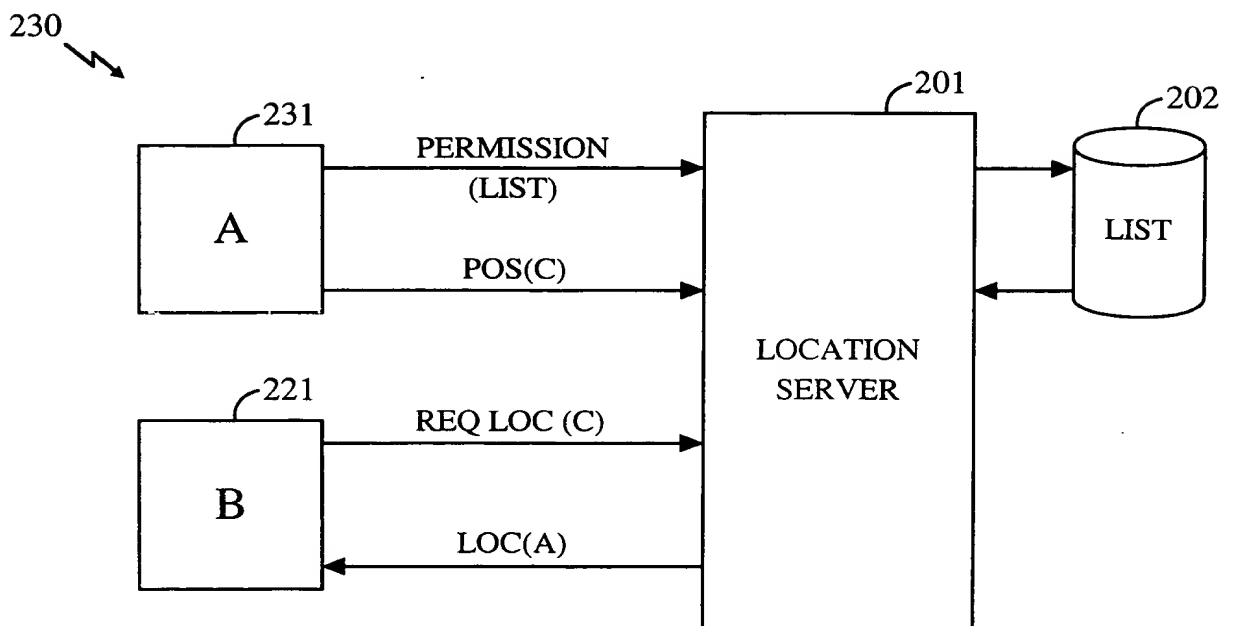 230
231
201
202
A
PERMISSION
(LIST)
POS(C)
LIST
LOCATION
SERVER
221
B
REQ LOC (C)
LOC(A)